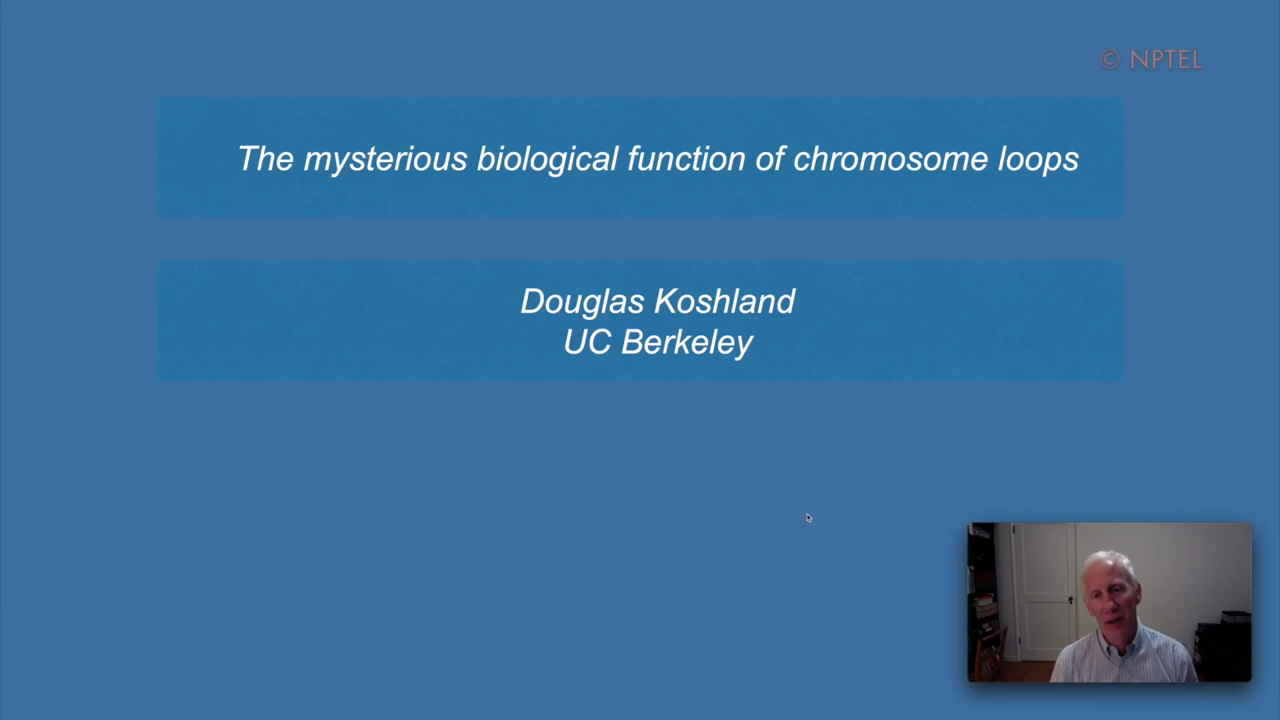 © NPTEL
The mysterious biological function of chromosome loops
Douglas Koshland
UC Berkeley